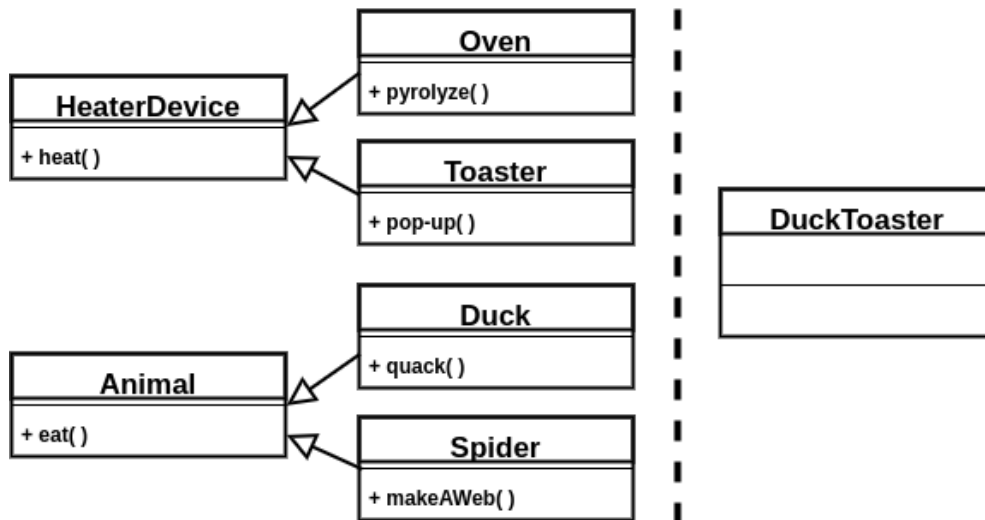 Oven
+ pyrolyze( )
HeaterDevice
+ heat( )
Toaster
+ pop-up( )
DuckToaster
Duck
+ quack( )
Animal
+ eat( )
Spider
+ makeAWeb( )